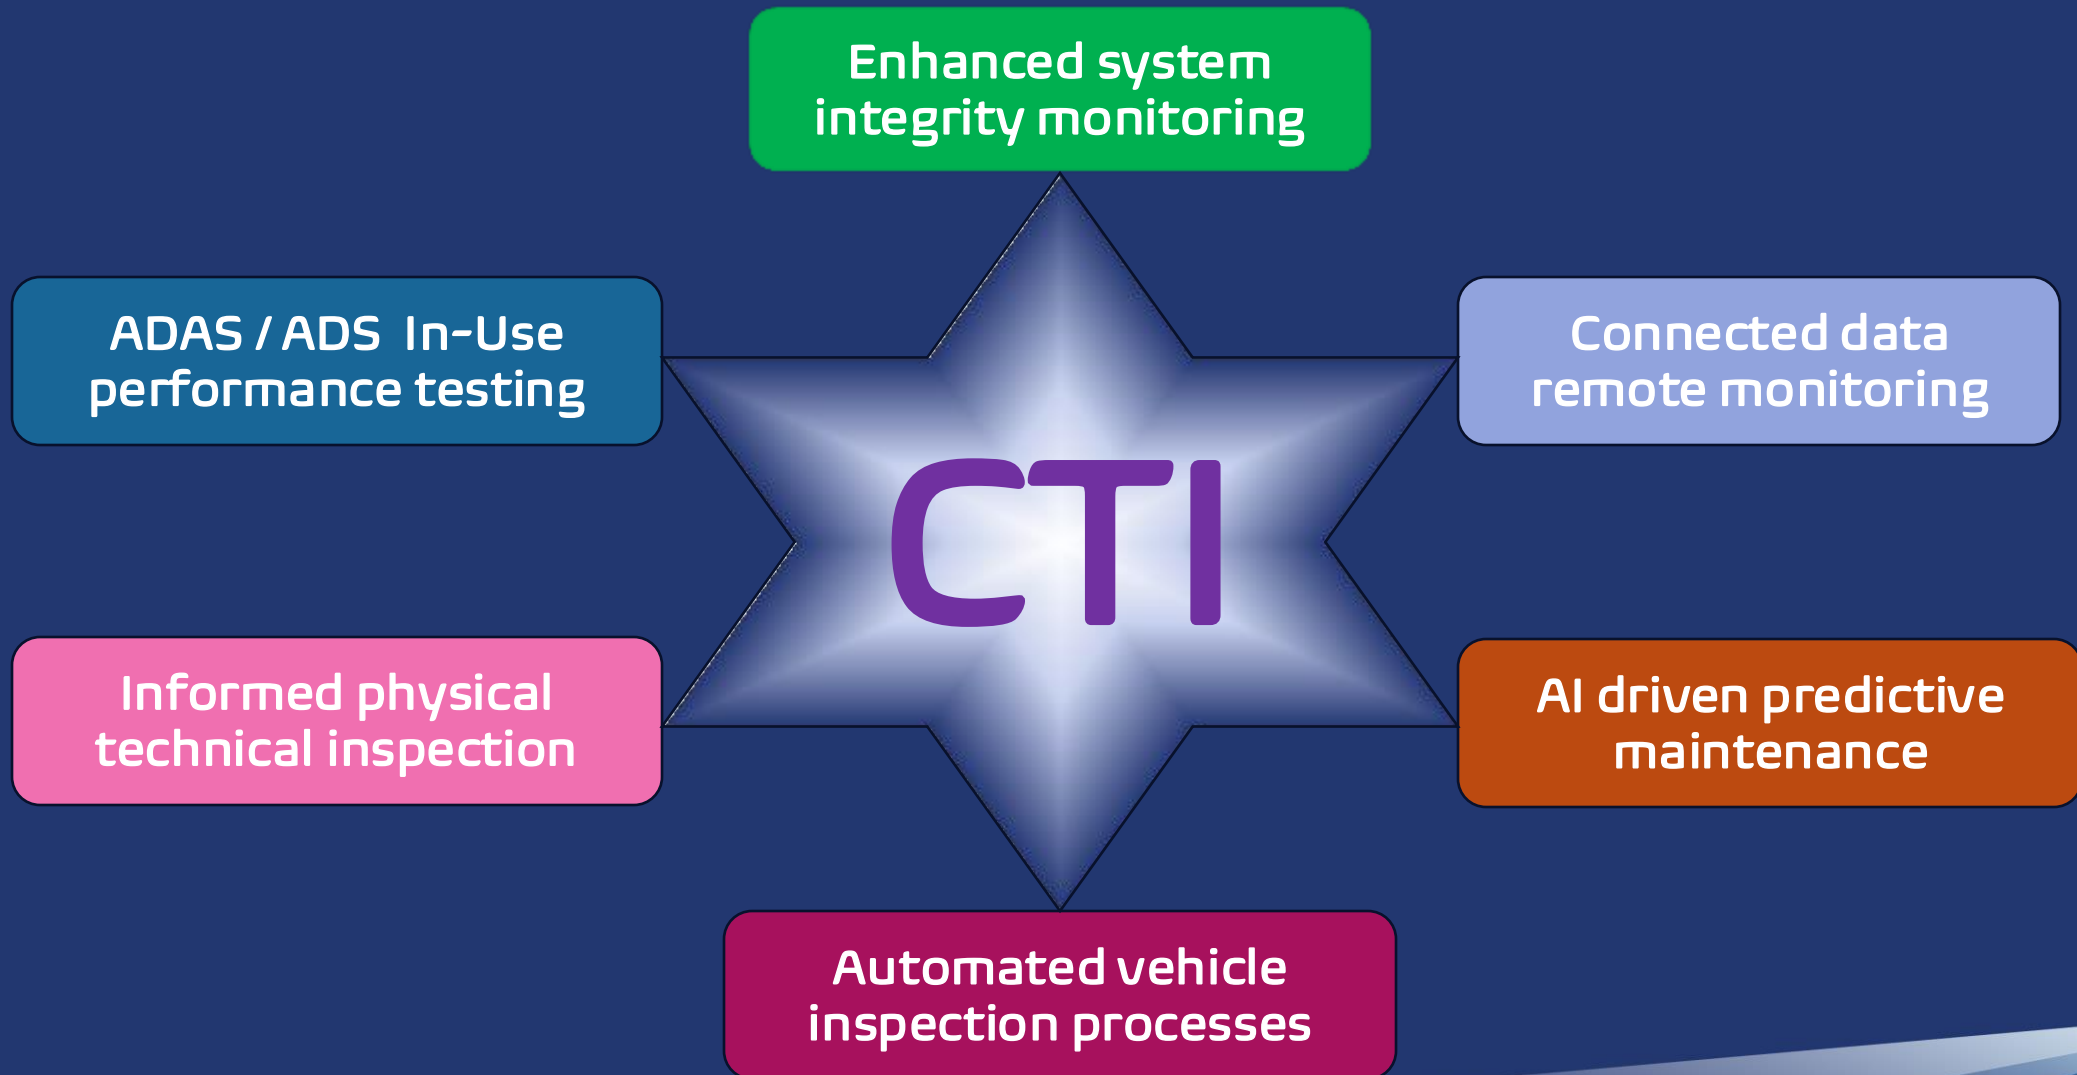 Enhanced system
integrity monitoring
ADAS / ADS  In-Use
performance testing
Connected data
remote monitoring
CTI
Informed physical
technical inspection
AI driven predictive
maintenance
Automated vehicle
inspection processes